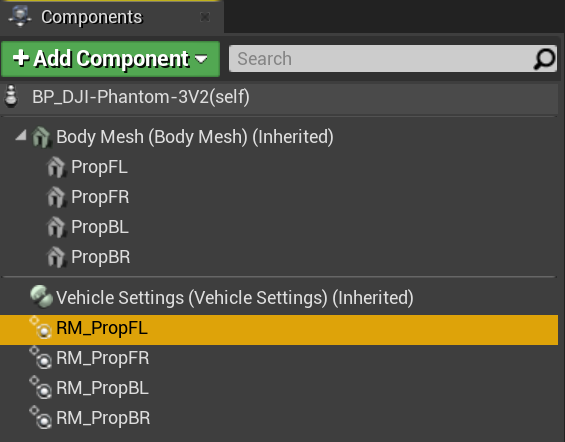 Components
+ Add Component
Search
BP_DJI-Phantom-3V2(self)
Body Mesh (Body Mesh) (Inherited)
PropFL
PropFR
PropBL
PropBR
Vehicle Settings (Vehicle Settings) (Inherited)
RM_PropFL
RM_PropFR
RM_PropBL
RM_PropBR